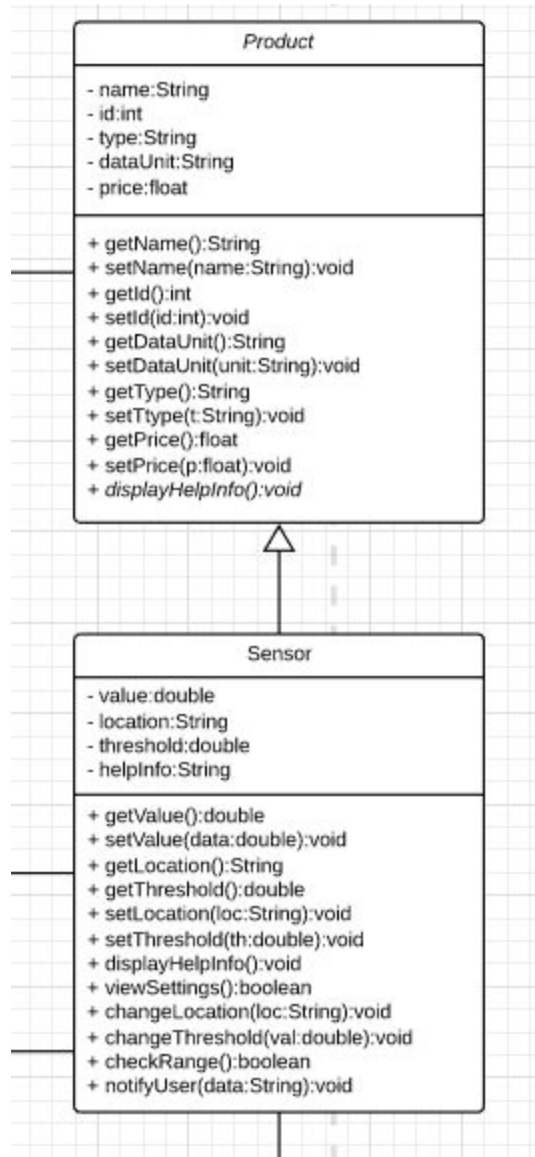 Product
- name:String
- id:int
- type:String
- dataUnit:String
- price:float
+ getName():String
+ setName(name:String):void
+ getId():int
+ setId(id:int):void
+ getDataUnit():String
+ setDataUnit(unit:String):void
+ getType():String
+ setTtype(t:String):void
+ getPrice():float
+ setPrice(p:float):void
+ displayHelpInfo():void
Sensor
- value:double
- location:String
- threshold:double
- helpInfo:String
+ getValue():double
+ setValue(data:double):void
+ getLocation():String
+ getThreshold():double
+ setLocation(loc:String):void
+ setThreshold(th:double):void
+ displayHelpInfo():void
+ viewSettings():boolean
+ changeLocation(loc:String):void
+ changeThreshold(val:double):void
+ checkRange():boolean
+ notifyUser(data:String):void